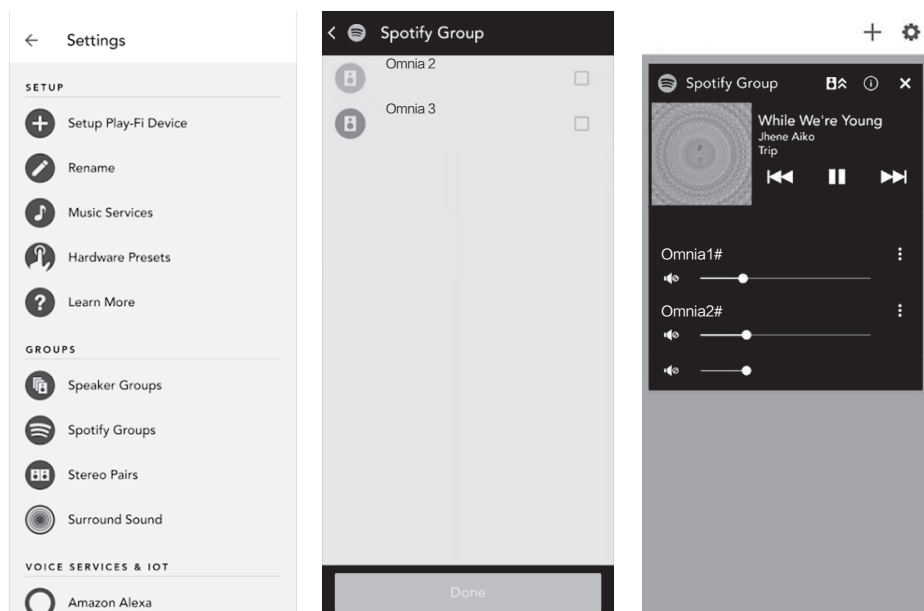 Settings
SETUP
Setup Play-Fi Device
Rename
Music Services
Hardware Presets
Learn More
GROUPS
Speaker Groups
Spotify Groups
Stereo Pairs
Surround Sound
VOICE SERVICES & IOT
Amazon Alexa
Spotify Group
Omnia 2
Omnia 3
Done
Spotify Group
While We're Young
Jhene Aiko
Trip
Omnia1#
Omnia2#